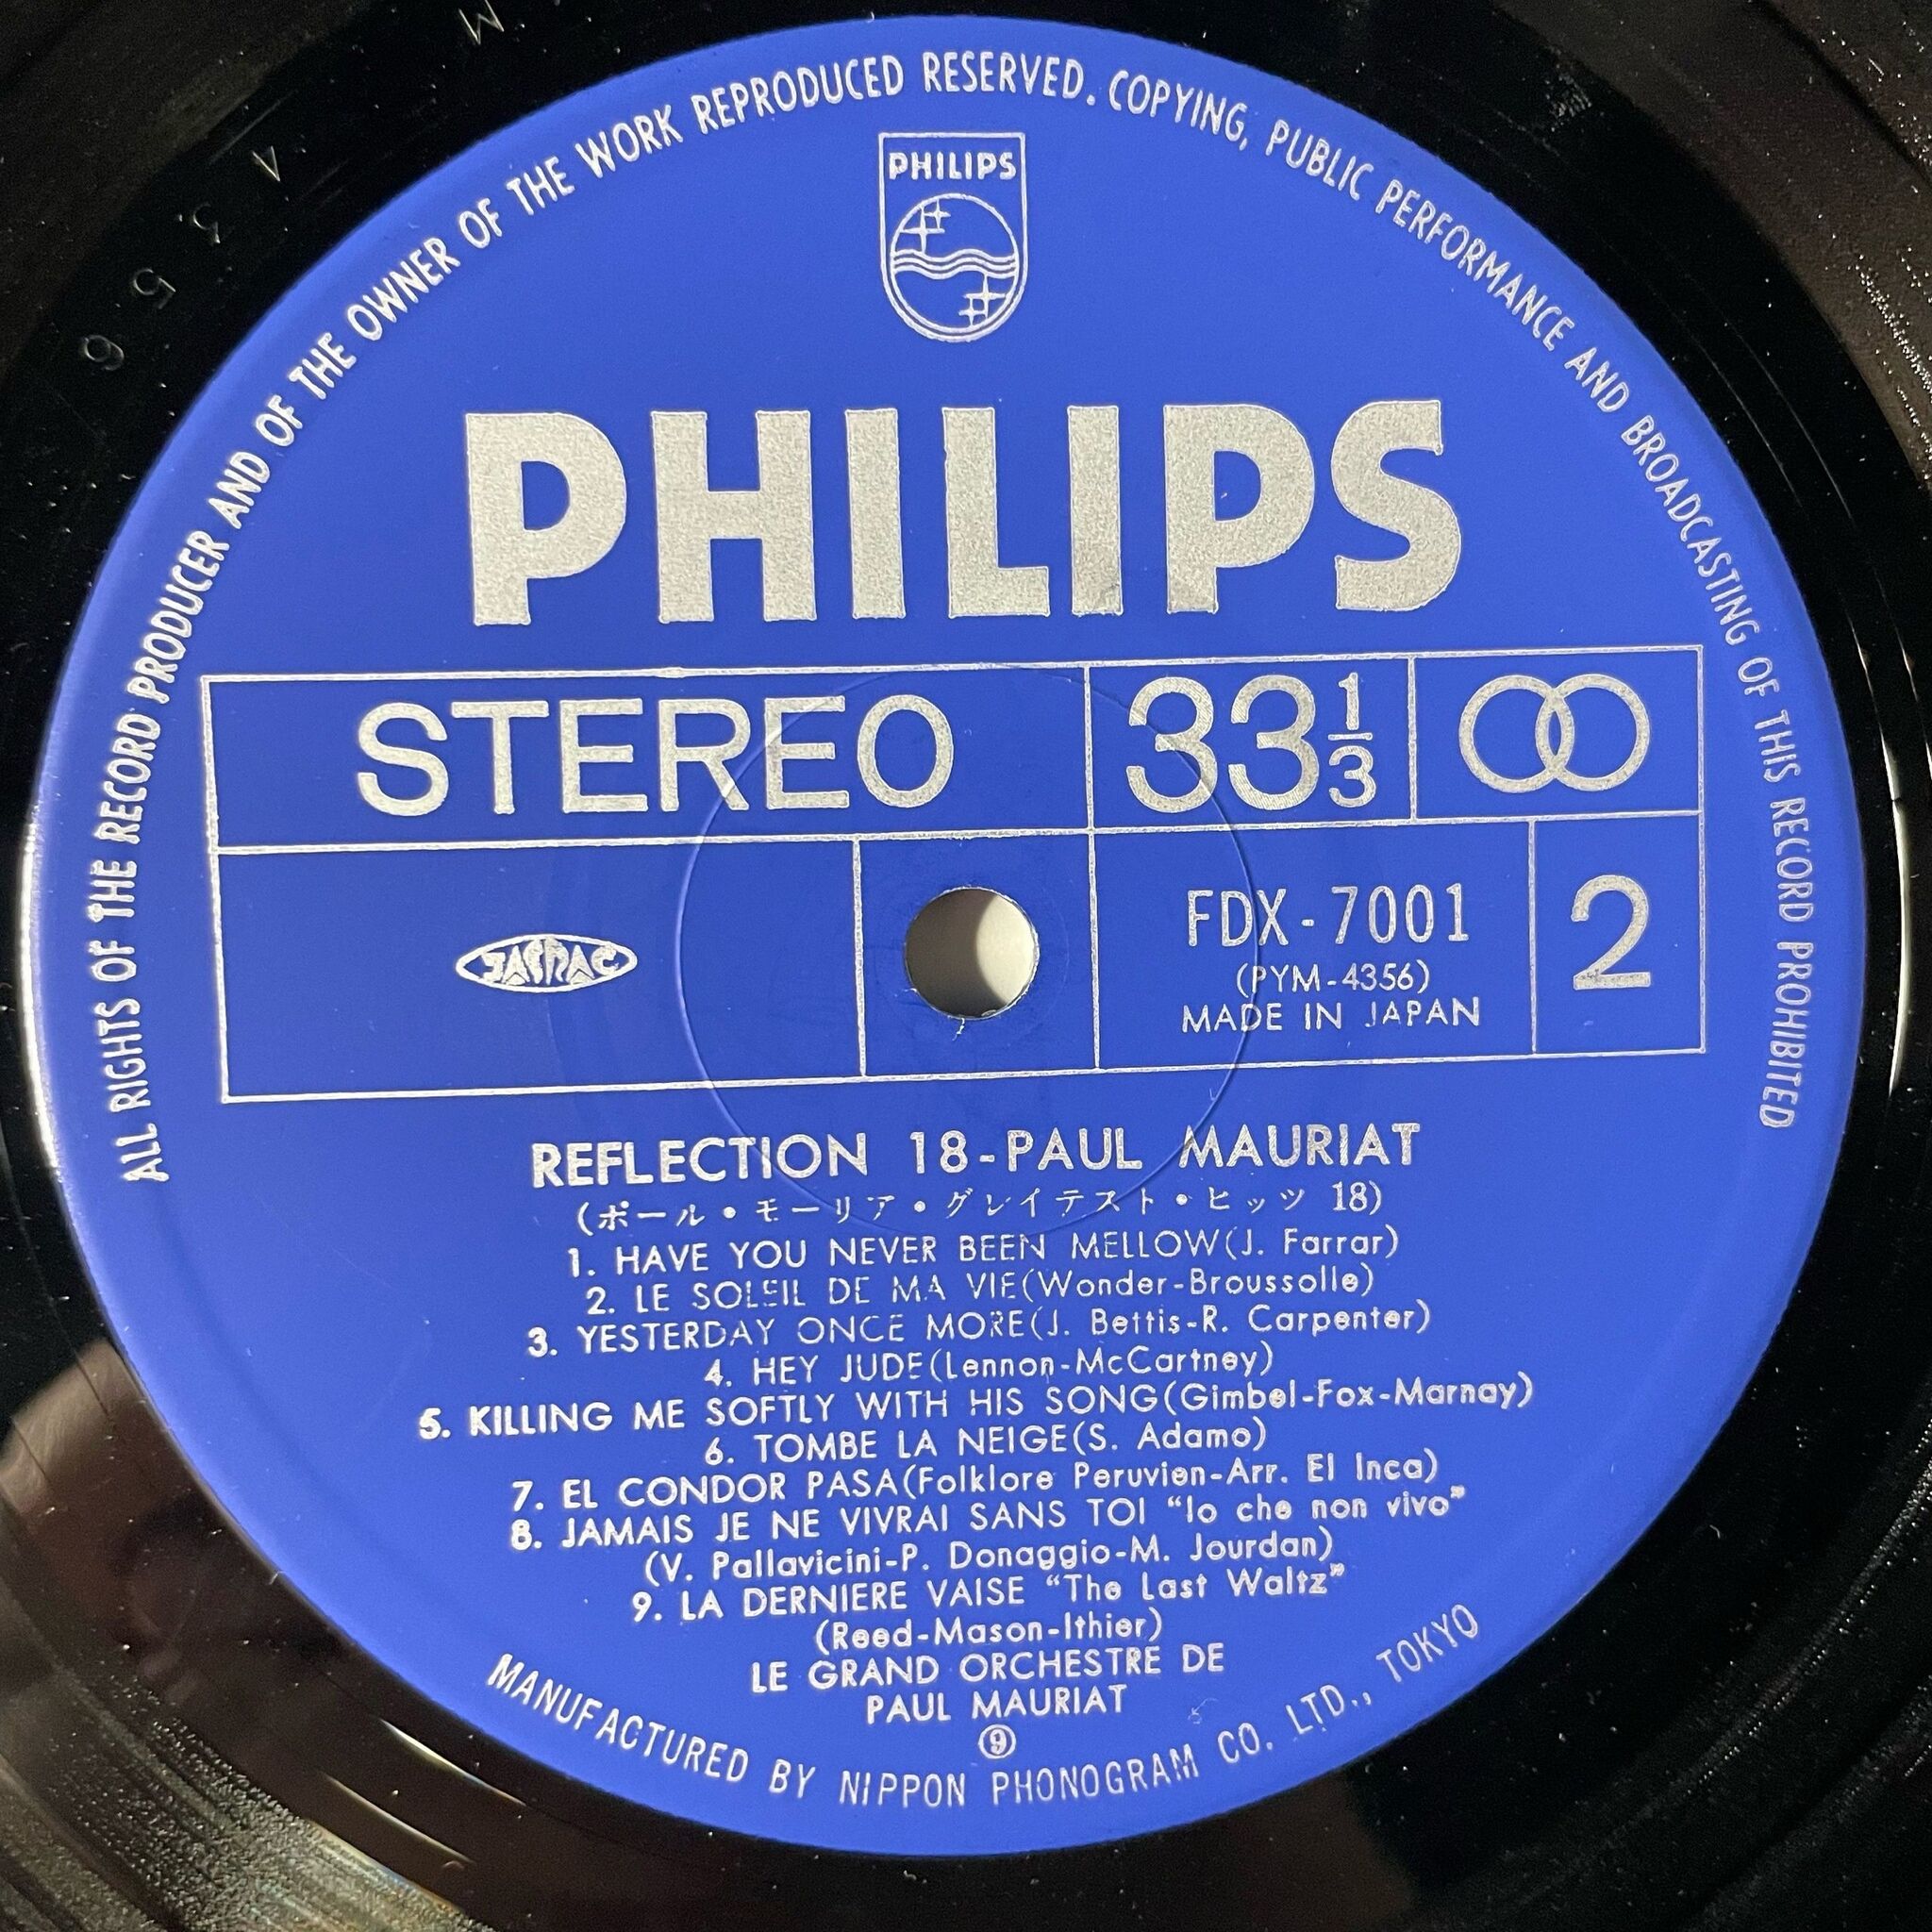 ALL RIGHTS OF THE RECORD PRODUCER AND OF THE OWNER OF THE WORK REPRODUCED RESERVED. COPYING, PUBLIC PERFORMANCE AND BROADCASTING OF THIS RECORD PROHIBITED
PHILIPS
PHILIPS
STEREO 33 1/3
JASRAC
FDX-7001 2
(PYM-4356)
MADE IN JAPAN
REFLECTION 18-PAUL MAURIAT
(ポール・モーリア・グレイテスト・ヒッツ 18)
1. HAVE YOU NEVER BEEN MELLOW(J. Farrar)
2. LE SOLEIL DE MA VIE(Wonder-Broussolle)
3. YESTERDAY ONCE MORE(J. Bettis-R. Carpenter)
4. HEY JUDE(Lennon-McCartney)
5. KILLING ME SOFTLY WITH HIS SONG(Gimbel-Fox-Marnay)
6. TOMBE LA NEIGE(S. Adamo)
7. EL CONDOR PASA(Folklore Peruvien-Arr. El Inca)
8. JAMAIS JE NE VIVRAI SANS TOI “Io che non vivo”
(V. Pallavicini-P. Donaggio-M. Jourdan)
9. LA DERNIERE VAISE “The Last Waltz”
(Reed-Mason-Ithier)
LE GRAND ORCHESTRE DE
PAUL MAURIAT
⑨
MANUFACTURED BY NIPPON PHONOGRAM CO. LTD., TOKYO